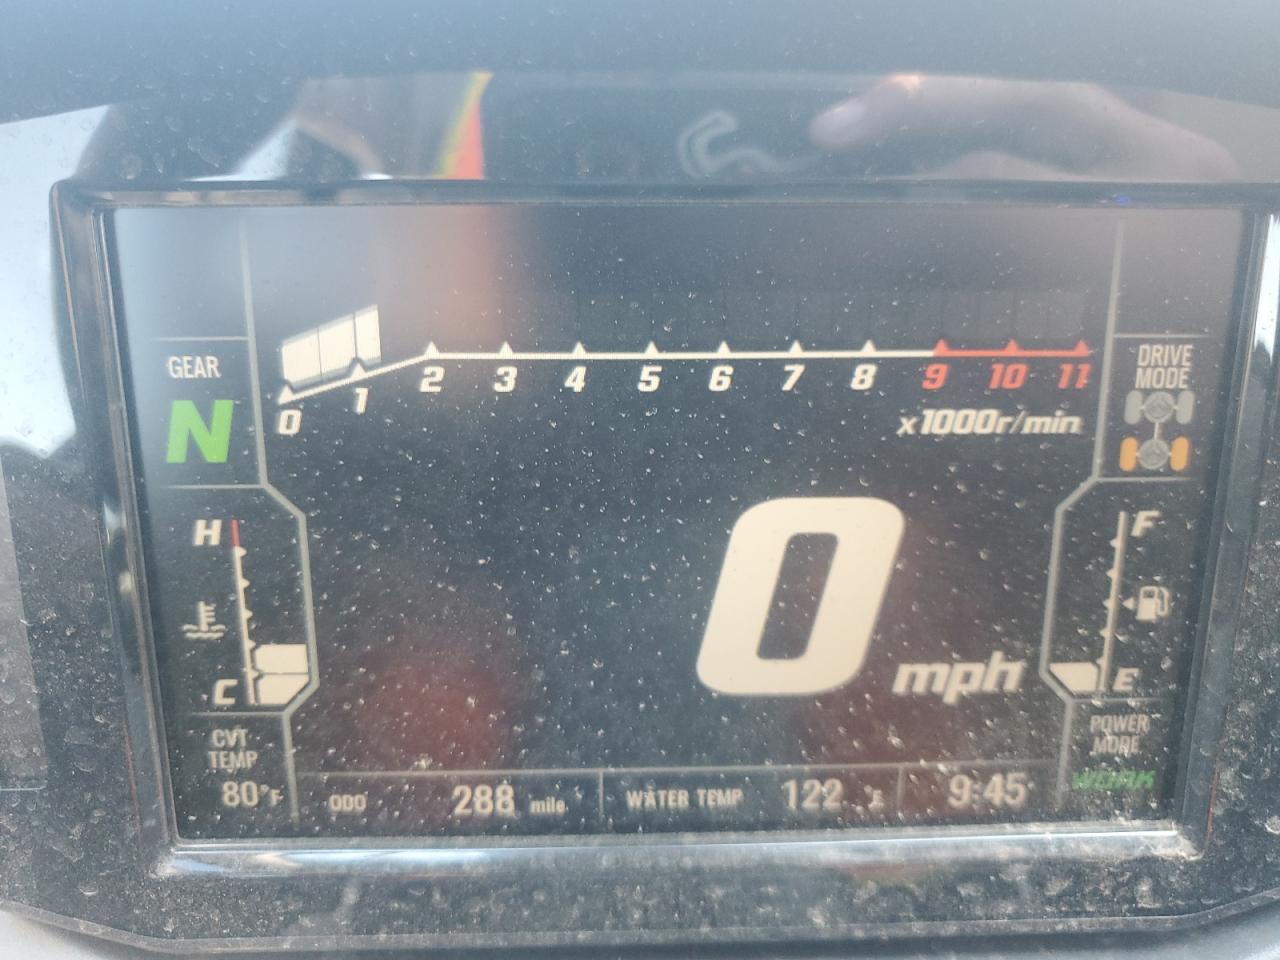 GEAR
N
0 1 2 3 4 5 6 7 8 9 10 11
x1000r/min
DRIVE
MODE
H
C
0 mph
F
E
CVT
TEMP
80°F
ODO 288 mile
WATER TEMP 122 °F
9:45
POWER
MODE
WORK